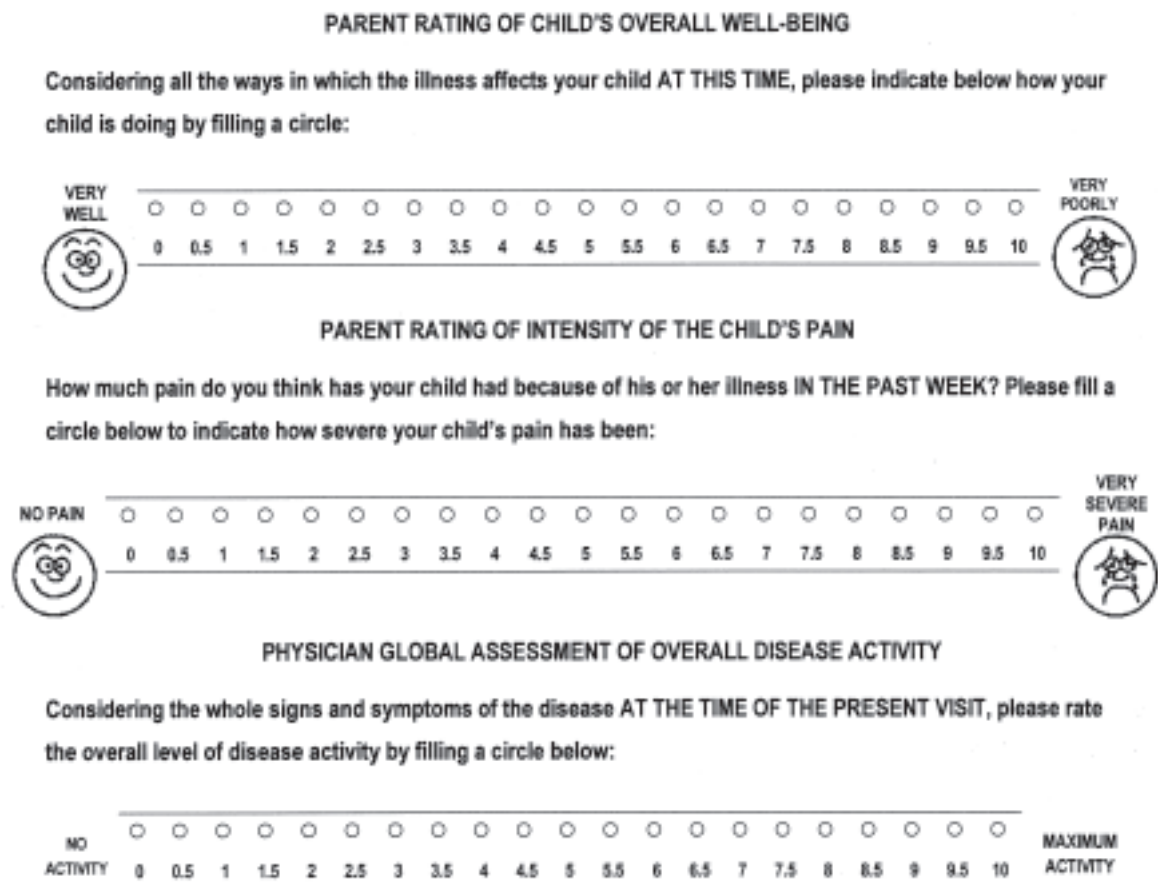 PARENT RATING OF CHILD'S OVERALL WELL-BEING
Considering all the ways in which the illness affects your child AT THIS TIME, please indicate below how your
child is doing by filling a circle:
VERY
WELL
VERY
POORLY
0 0.5 1 1.5 2 2.5 3 3.5 4 4.5 5 5.5 6 6.5 7 7.5 8 8.5 9 9.5 10
PARENT RATING OF INTENSITY OF THE CHILD'S PAIN
How much pain do you think has your child had because of his or her illness IN THE PAST WEEK? Please fill a
circle below to indicate how severe your child's pain has been:
NO PAIN
VERY
SEVERE
PAIN
0 0.5 1 1.5 2 2.5 3 3.5 4 4.5 5 5.5 6 6.5 7 7.5 8 8.5 9 9.5 10
PHYSICIAN GLOBAL ASSESSMENT OF OVERALL DISEASE ACTIVITY
Considering the whole signs and symptoms of the disease AT THE TIME OF THE PRESENT VISIT, please rate
the overall level of disease activity by filling a circle below:
NO
ACTIVITY
0 0.5 1 1.5 2 2.5 3 3.5 4 4.5 5 5.5 6 6.5 7 7.5 8 8.5 9 9.5 10
MAXIMUM
ACTIVITY